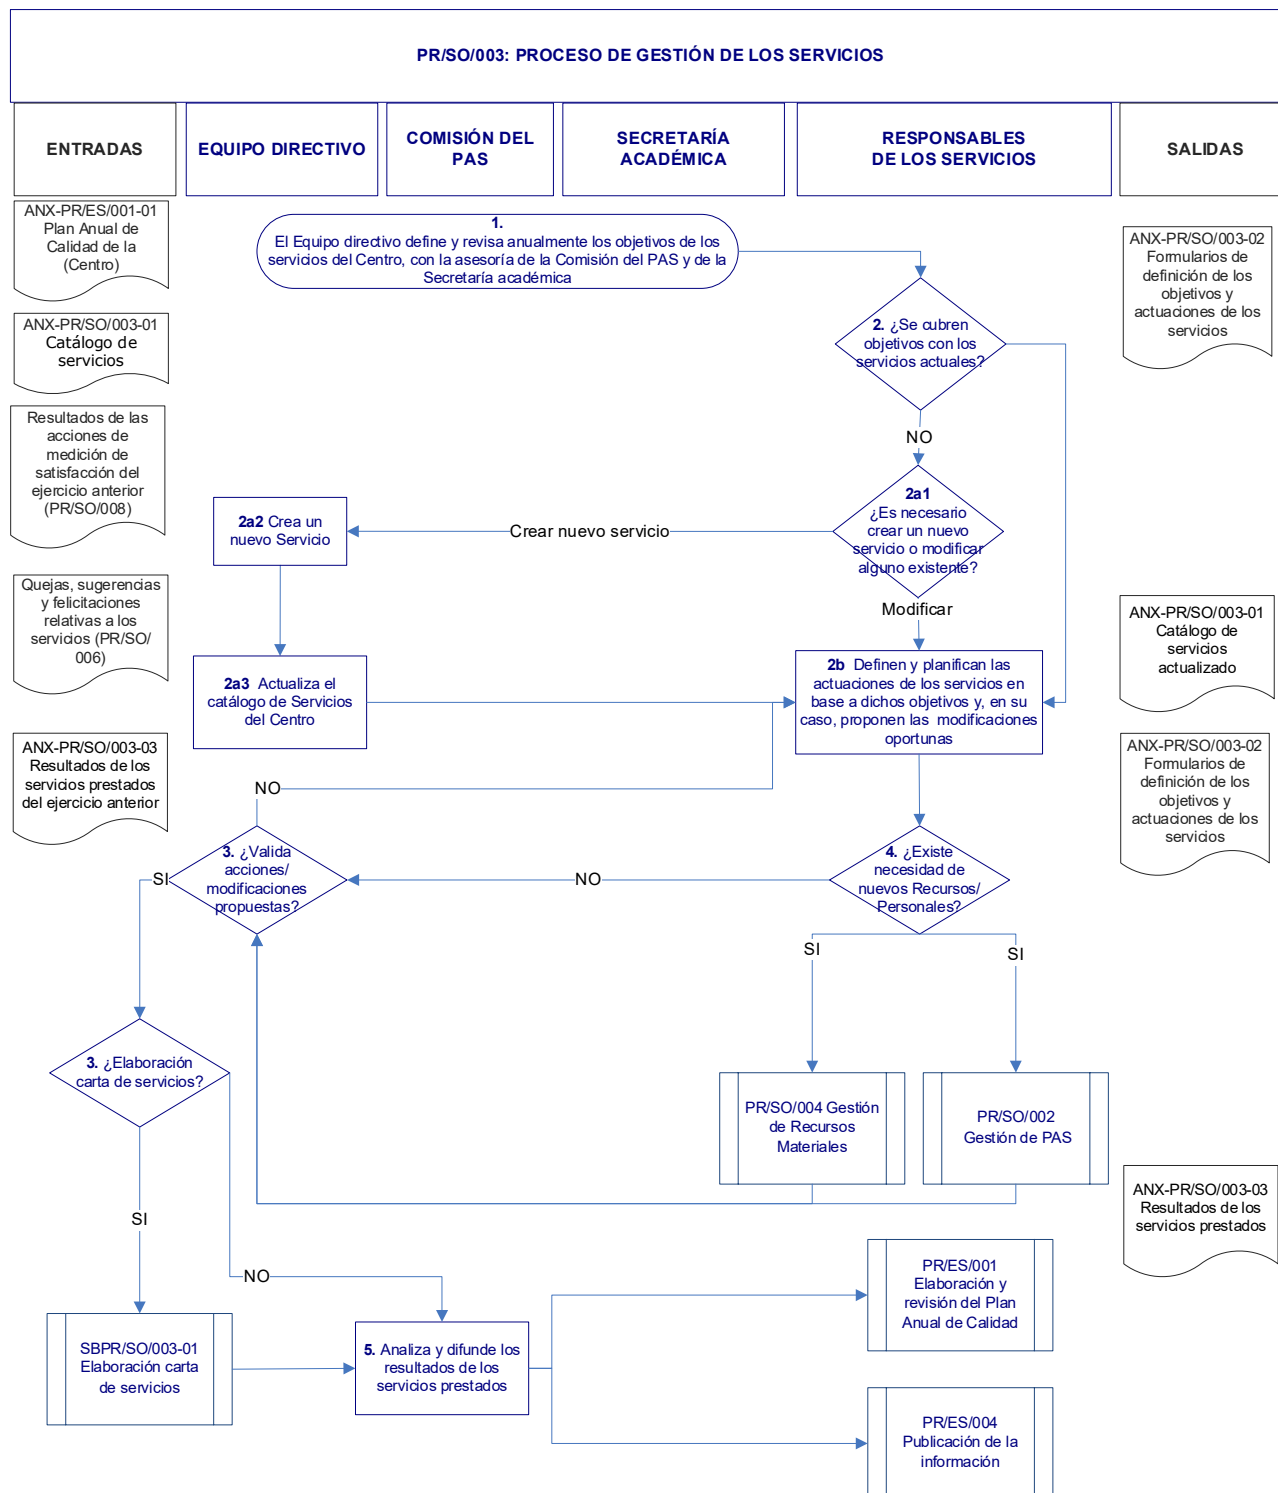 PR/SO/003: PROCESO DE GESTIÓN DE LOS SERVICIOS
ENTRADAS
EQUIPO DIRECTIVO
COMISIÓN DEL
PAS
SECRETARÍA
ACADÉMICA
RESPONSABLES
DE LOS SERVICIOS
SALIDAS
ANX-PR/ES/001-01
Plan Anual de
Calidad de la
(Centro)
ANX-PR/SO/003-01
Catálogo de
servicios
Resultados de las
acciones de
medición de
satisfacción del
ejercicio anterior
(PR/SO/008)
Quejas, sugerencias
y felicitaciones
relativas a los
servicios (PR/SO/
006)
ANX-PR/SO/003-03
Resultados de los
servicios prestados
del ejercicio anterior
1.
El Equipo directivo define y revisa anualmente los objetivos de los
servicios del Centro, con la asesoría de la Comisión del PAS y de la
Secretaría académica
2. ¿Se cubren
objetivos con los
servicios actuales?
NO
2a1
¿Es necesario
crear un nuevo
servicio o modificar
alguno existente?
Crear nuevo servicio
2a2 Crea un
nuevo Servicio
Modificar
2a3 Actualiza el
catálogo de Servicios
del Centro
2b Definen y planifican las
actuaciones de los servicios en
base a dichos objetivos y, en su
caso, proponen las modificaciones
oportunas
NO
3. ¿Valida
acciones/
modificaciones
propuestas?
SI
NO
4. ¿Existe
necesidad de
nuevos Recursos/
Personales?
SI
SI
3. ¿Elaboración
carta de servicios?
PR/SO/004 Gestión
de Recursos
Materiales
PR/SO/002
Gestión de PAS
SI
NO
SBPR/SO/003-01
Elaboración carta
de servicios
5. Analiza y difunde los
resultados de los
servicios prestados
PR/ES/001
Elaboración y
revisión del Plan
Anual de Calidad
PR/ES/004
Publicación de la
información
ANX-PR/SO/003-02
Formularios de
definición de los
objetivos y
actuaciones de los
servicios
ANX-PR/SO/003-01
Catálogo de
servicios
actualizado
ANX-PR/SO/003-02
Formularios de
definición de los
objetivos y
actuaciones de los
servicios
ANX-PR/SO/003-03
Resultados de los
servicios prestados